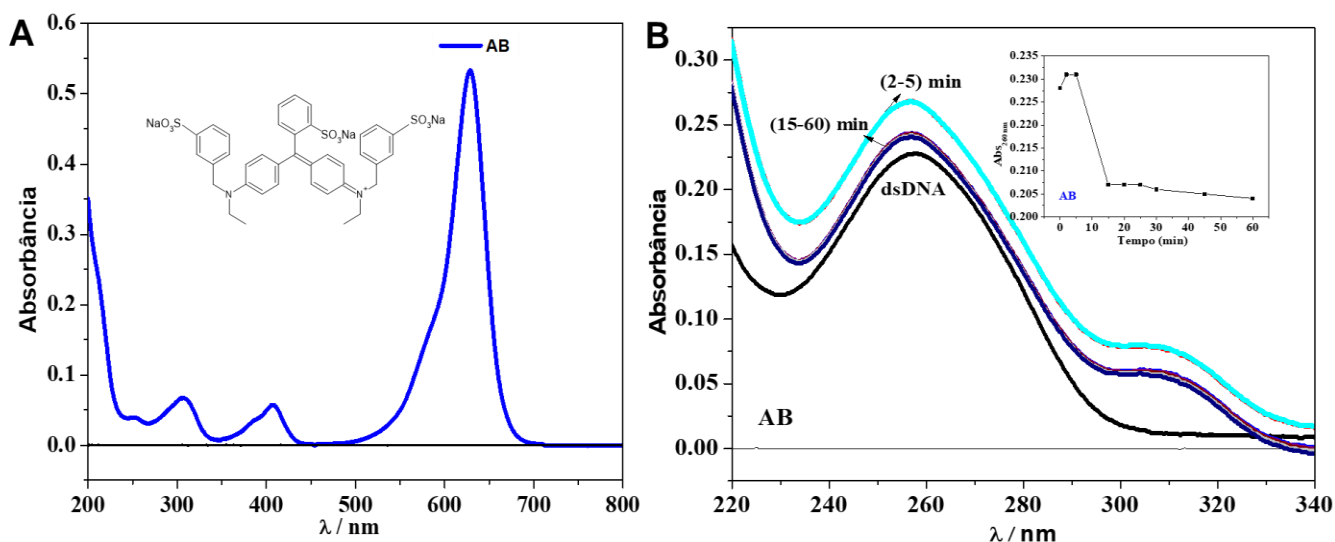 A
0.6
0.5
0.4
0.3
0.2
0.1
0.0
Absorbância
200 300 400 500 600 700 800
λ / nm
AB
NaO₃S
SO₃Na
SO₃Na
N
N⁺
B
0.30
0.25
0.20
0.15
0.10
0.05
0.00
Absorbância
220 240 260 280 300 320 340
λ / nm
(2-5) min
(15-60) min
dsDNA
AB
0.235
0.230
0.225
0.220
0.215
0.210
0.205
0.200
Abs₂₆₀ nm
0 10 20 30 40 50 60
Tempo (min)
AB